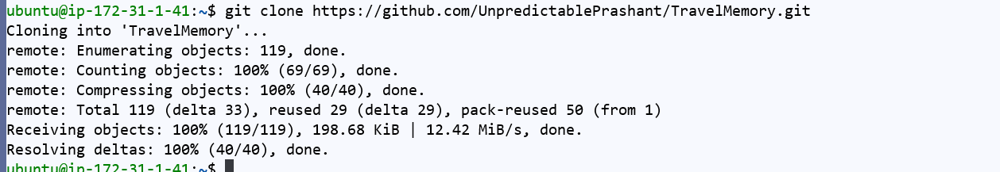 ubuntu@ip-172-31-1-41:~$ git clone https://github.com/UnpredictablePrashant/TravelMemory.git
Cloning into 'TravelMemory'...
remote: Enumerating objects: 119, done.
remote: Counting objects: 100% (69/69), done.
remote: Compressing objects: 100% (40/40), done.
remote: Total 119 (delta 33), reused 29 (delta 29), pack-reused 50 (from 1)
Receiving objects: 100% (119/119), 198.68 KiB | 12.42 MiB/s, done.
Resolving deltas: 100% (40/40), done.
ubuntu@ip-172-31-1-41:~$